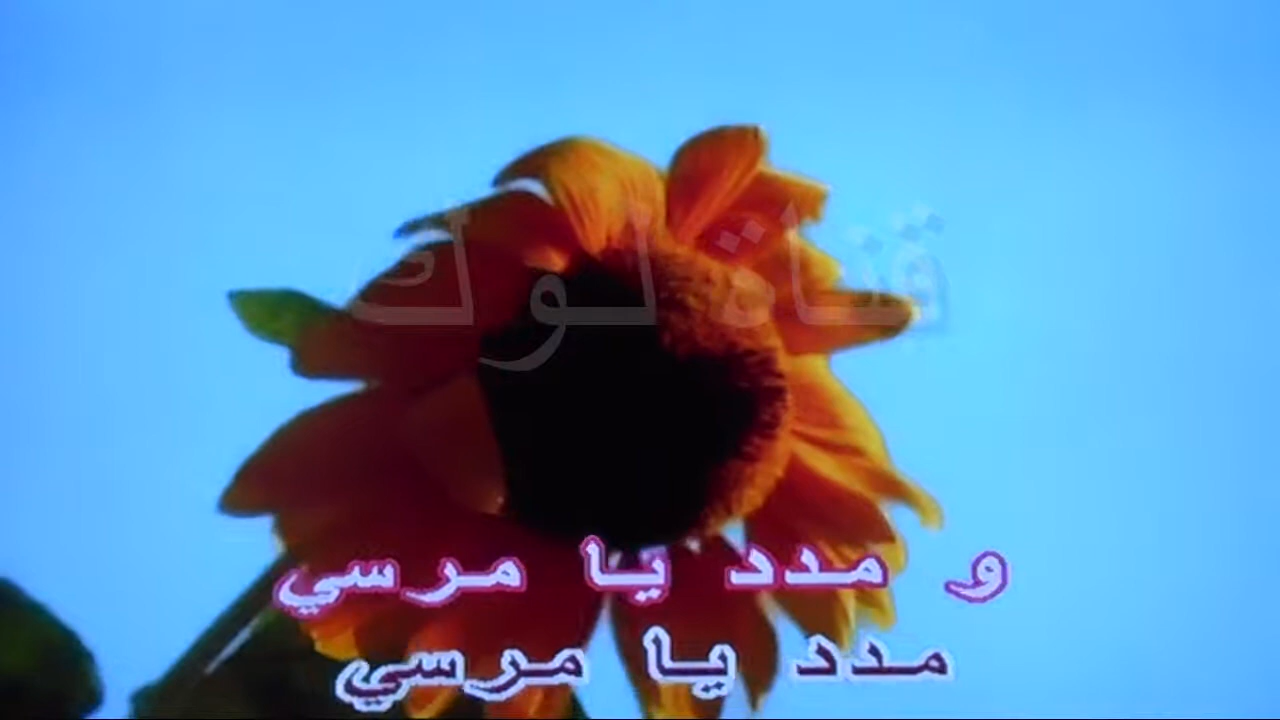 قناة لوك
و مدد يا مرسي
مدد يا مرسي